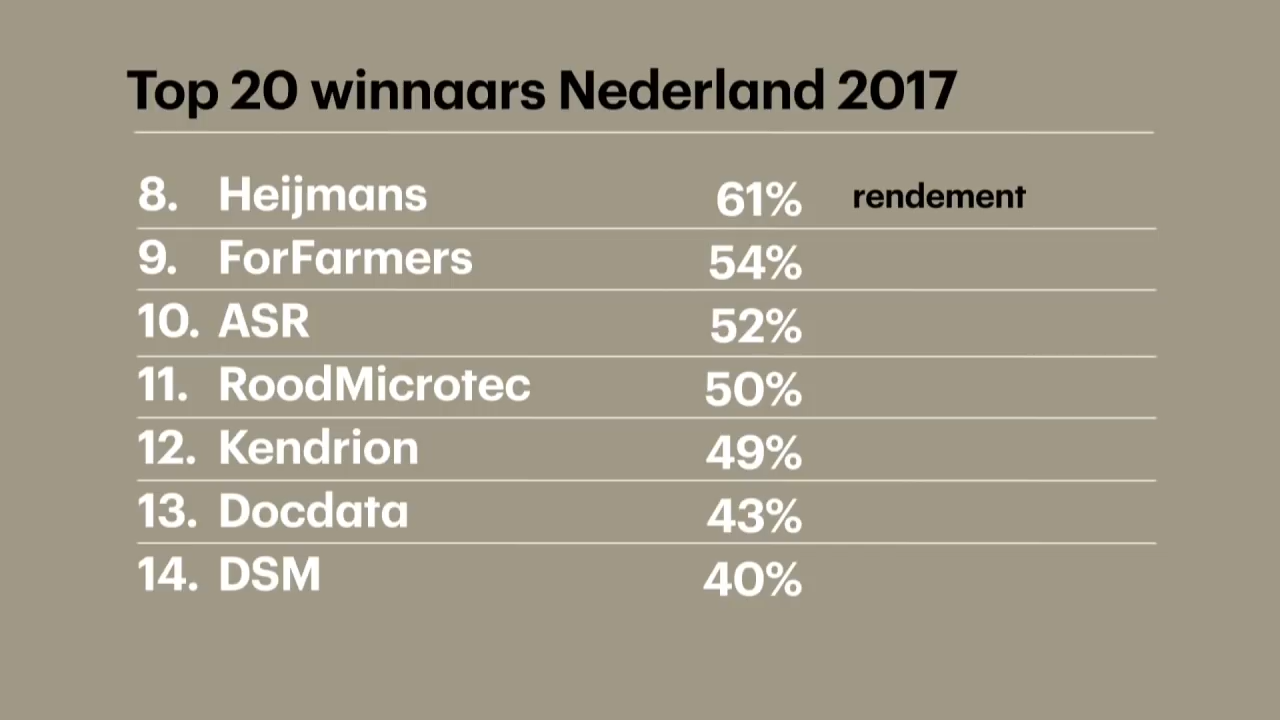 Top 20 winnaars Nederland 2017
8. Heijmans 61% rendement
9. ForFarmers 54%
10. ASR 52%
11. RoodMicrotec 50%
12. Kendrion 49%
13. Docdata 43%
14. DSM 40%